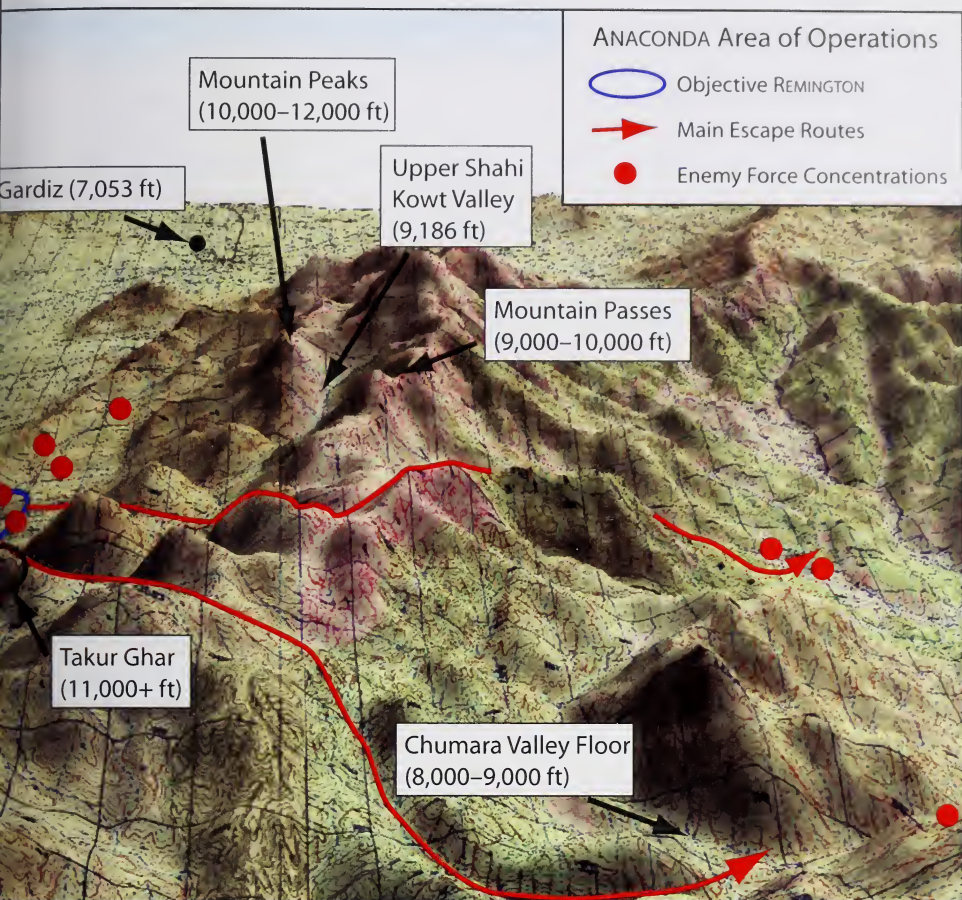 ANACONDA Area of Operations
Objective REMINGTON
Main Escape Routes
Enemy Force Concentrations
Mountain Peaks
(10,000–12,000 ft)
Upper Shahi
Kowt Valley
(9,186 ft)
Gardiz (7,053 ft)
Mountain Passes
(9,000–10,000 ft)
Takur Ghar
(11,000+ ft)
Chumara Valley Floor
(8,000–9,000 ft)